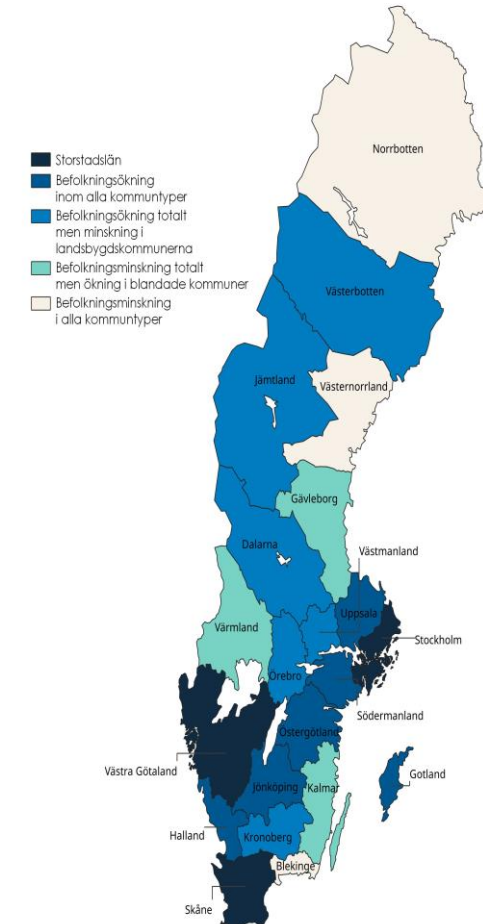 Storstadslän
Befolkningsökning
inom alla kommuntyper
Befolkningsökning totalt
men minskning i
landsbygdskommunerna
Befolkningsminskning totalt
men ökning i blandade kommuner
Befolkningsminskning
i alla kommuntyper
Norrbotten
Västerbotten
Jämtland
Västernorrland
Gävleborg
Dalarna
Västmanland
Uppsala
Värmland
Stockholm
Örebro
Södermanland
Östergötland
Västra Götaland
Gotland
Jönköping
Kalmar
Halland
Kronoberg
Blekinge
Skåne